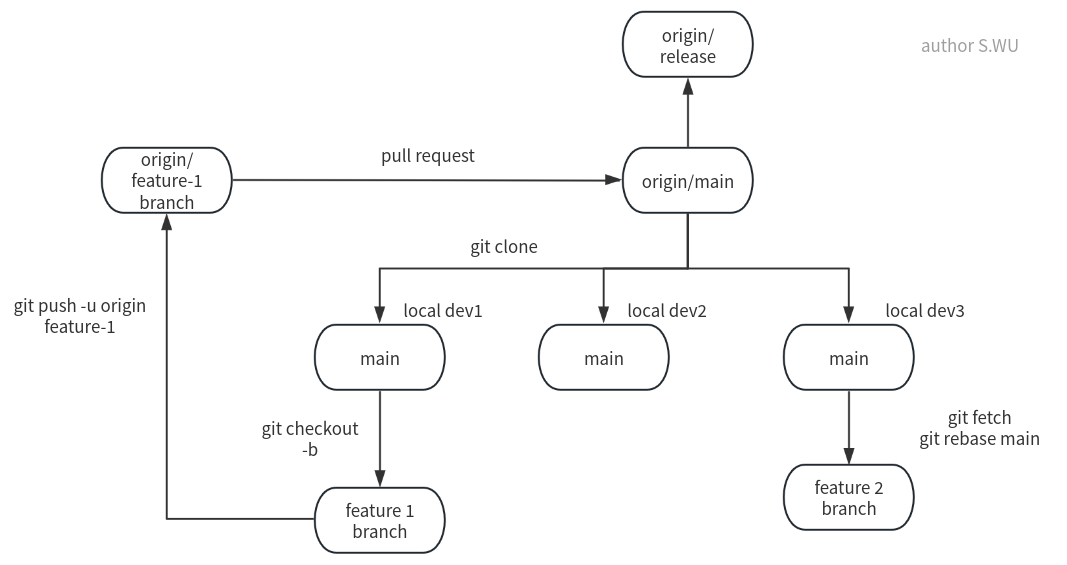 origin/
release
author S.WU
origin/
feature-1
branch
pull request
origin/main
git clone
git push -u origin
feature-1
local dev1
local dev2
local dev3
main
main
main
git checkout
-b
git fetch
git rebase main
feature 1
branch
feature 2
branch